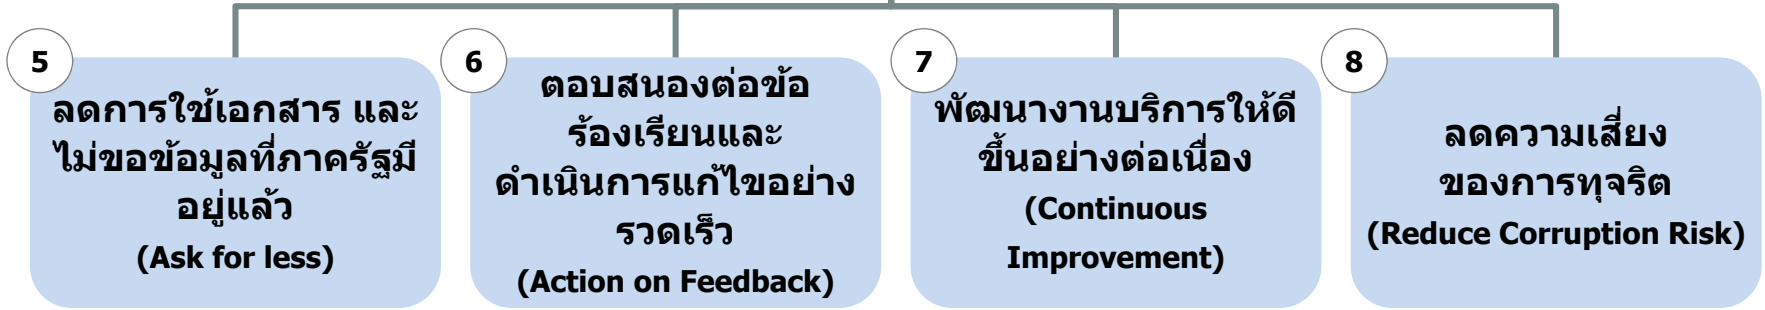 5
ลดการใช้เอกสาร และ
ไม่ขอข้อมูลที่ภาครัฐมี
อยู่แล้ว
(Ask for less)
6
ตอบสนองต่อข้อ
ร้องเรียนและ
ดำเนินการแก้ไขอย่าง
รวดเร็ว
(Action on Feedback)
7
พัฒนางานบริการให้ดี
ขึ้นอย่างต่อเนื่อง
(Continuous
Improvement)
8
ลดความเสี่ยง
ของการทุจริต
(Reduce Corruption Risk)